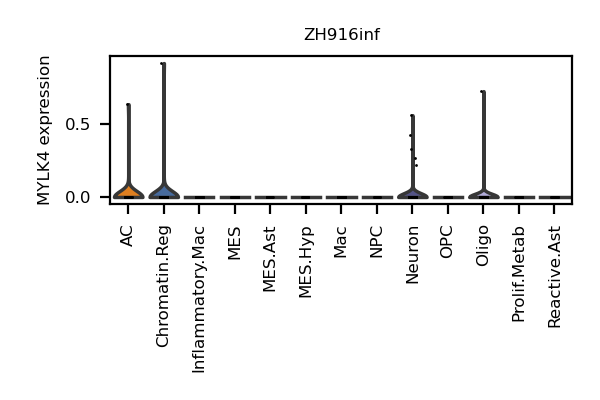 ZH916inf
MYLK4 expression
0.5
0.0
AC
Chromatin.Reg
Inflammatory.Mac
MES
MES.Ast
MES.Hyp
Mac
NPC
Neuron
OPC
Oligo
Prolif.Metab
Reactive.Ast